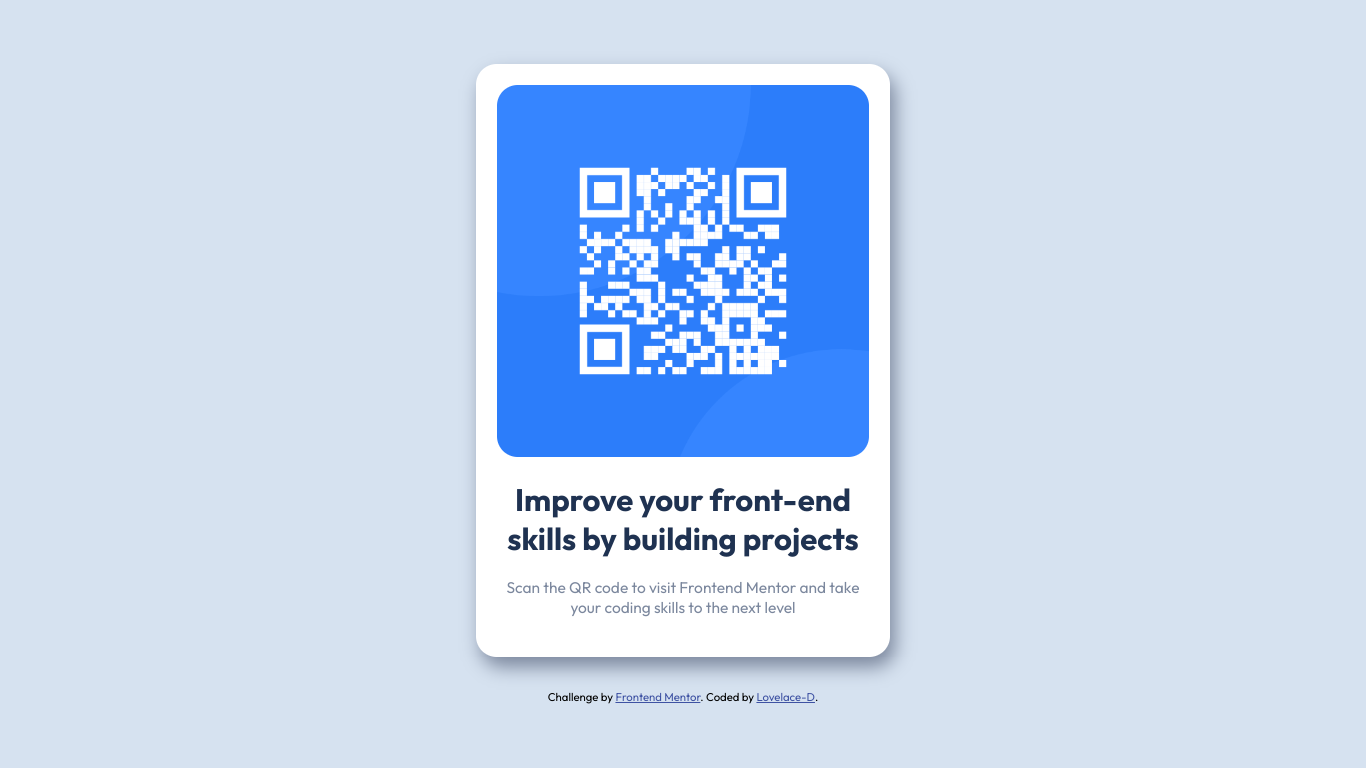 Improve your front-end
skills by building projects
Scan the QR code to visit Frontend Mentor and take
your coding skills to the next level
Challenge by Frontend Mentor. Coded by Lovelace-D.